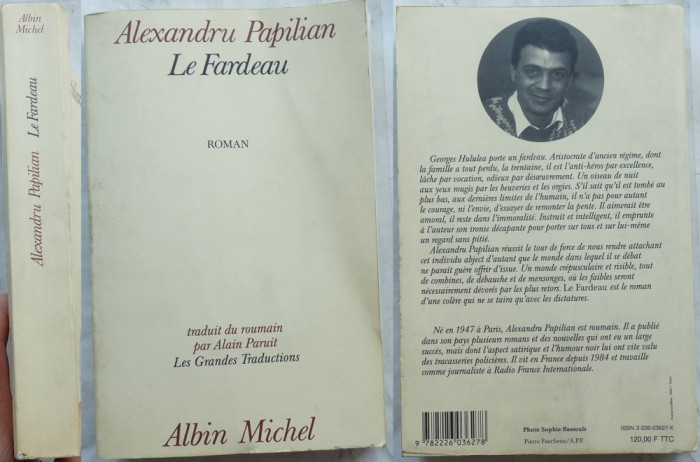 Albin
Michel
Alexandru Papilian Le Fardeau
Alexandru Papilian
Le Fardeau
ROMAN
traduit du roumain
par Alain Paruit
Les Grandes Traductions
Albin Michel
Georges Hululea porte un fardeau. Aristocrate d'ancien régime, dont
la famille a tout perdu, la trentaine, il est l'anti-héros par excellence,
lâche par vocation, odieux par désœuvrement. Un oiseau de nuit
aux yeux rougis par les beuveries et les orgies. S'il sait qu'il est tombé au
plus bas, aux dernières limites de l'humain, il n'a pas pour autant
le courage, ni l'envie, d'essayer de remonter la pente. Il aimerait être
amoral, il reste dans l'immoralité. Instruit et intelligent, il emprunte
à l'auteur son ironie décapante pour porter sur tous et sur lui-même
un regard sans pitié.
Alexandru Papilian réussit le tour de force de nous rendre attachant
cet individu abject d'autant que le monde dans lequel il se débat
ne paraît guère offrir d'issue. Un monde crépusculaire et risible, tout
de combines, de débauche et de mensonges, où les faibles seront
nécessairement dévorés par les plus retors. Le Fardeau est le roman
d'une colère qui ne se taira qu'avec les dictatures.
Né en 1947 à Paris, Alexandru Papilian est roumain. Il a publié
dans son pays plusieurs romans et des nouvelles qui ont eu un large
succès, mais dont l'aspect satirique et l'humour noir lui ont vite valu
des tracasseries policières. Il vit en France depuis 1984 et travaille
comme journaliste à Radio France Internationale.
9 782226 036278
Photo Sophie Bassouls
Pierre Faucheux/A.P.F.
ISBN 2-226-03627-X
120,00 F TTC